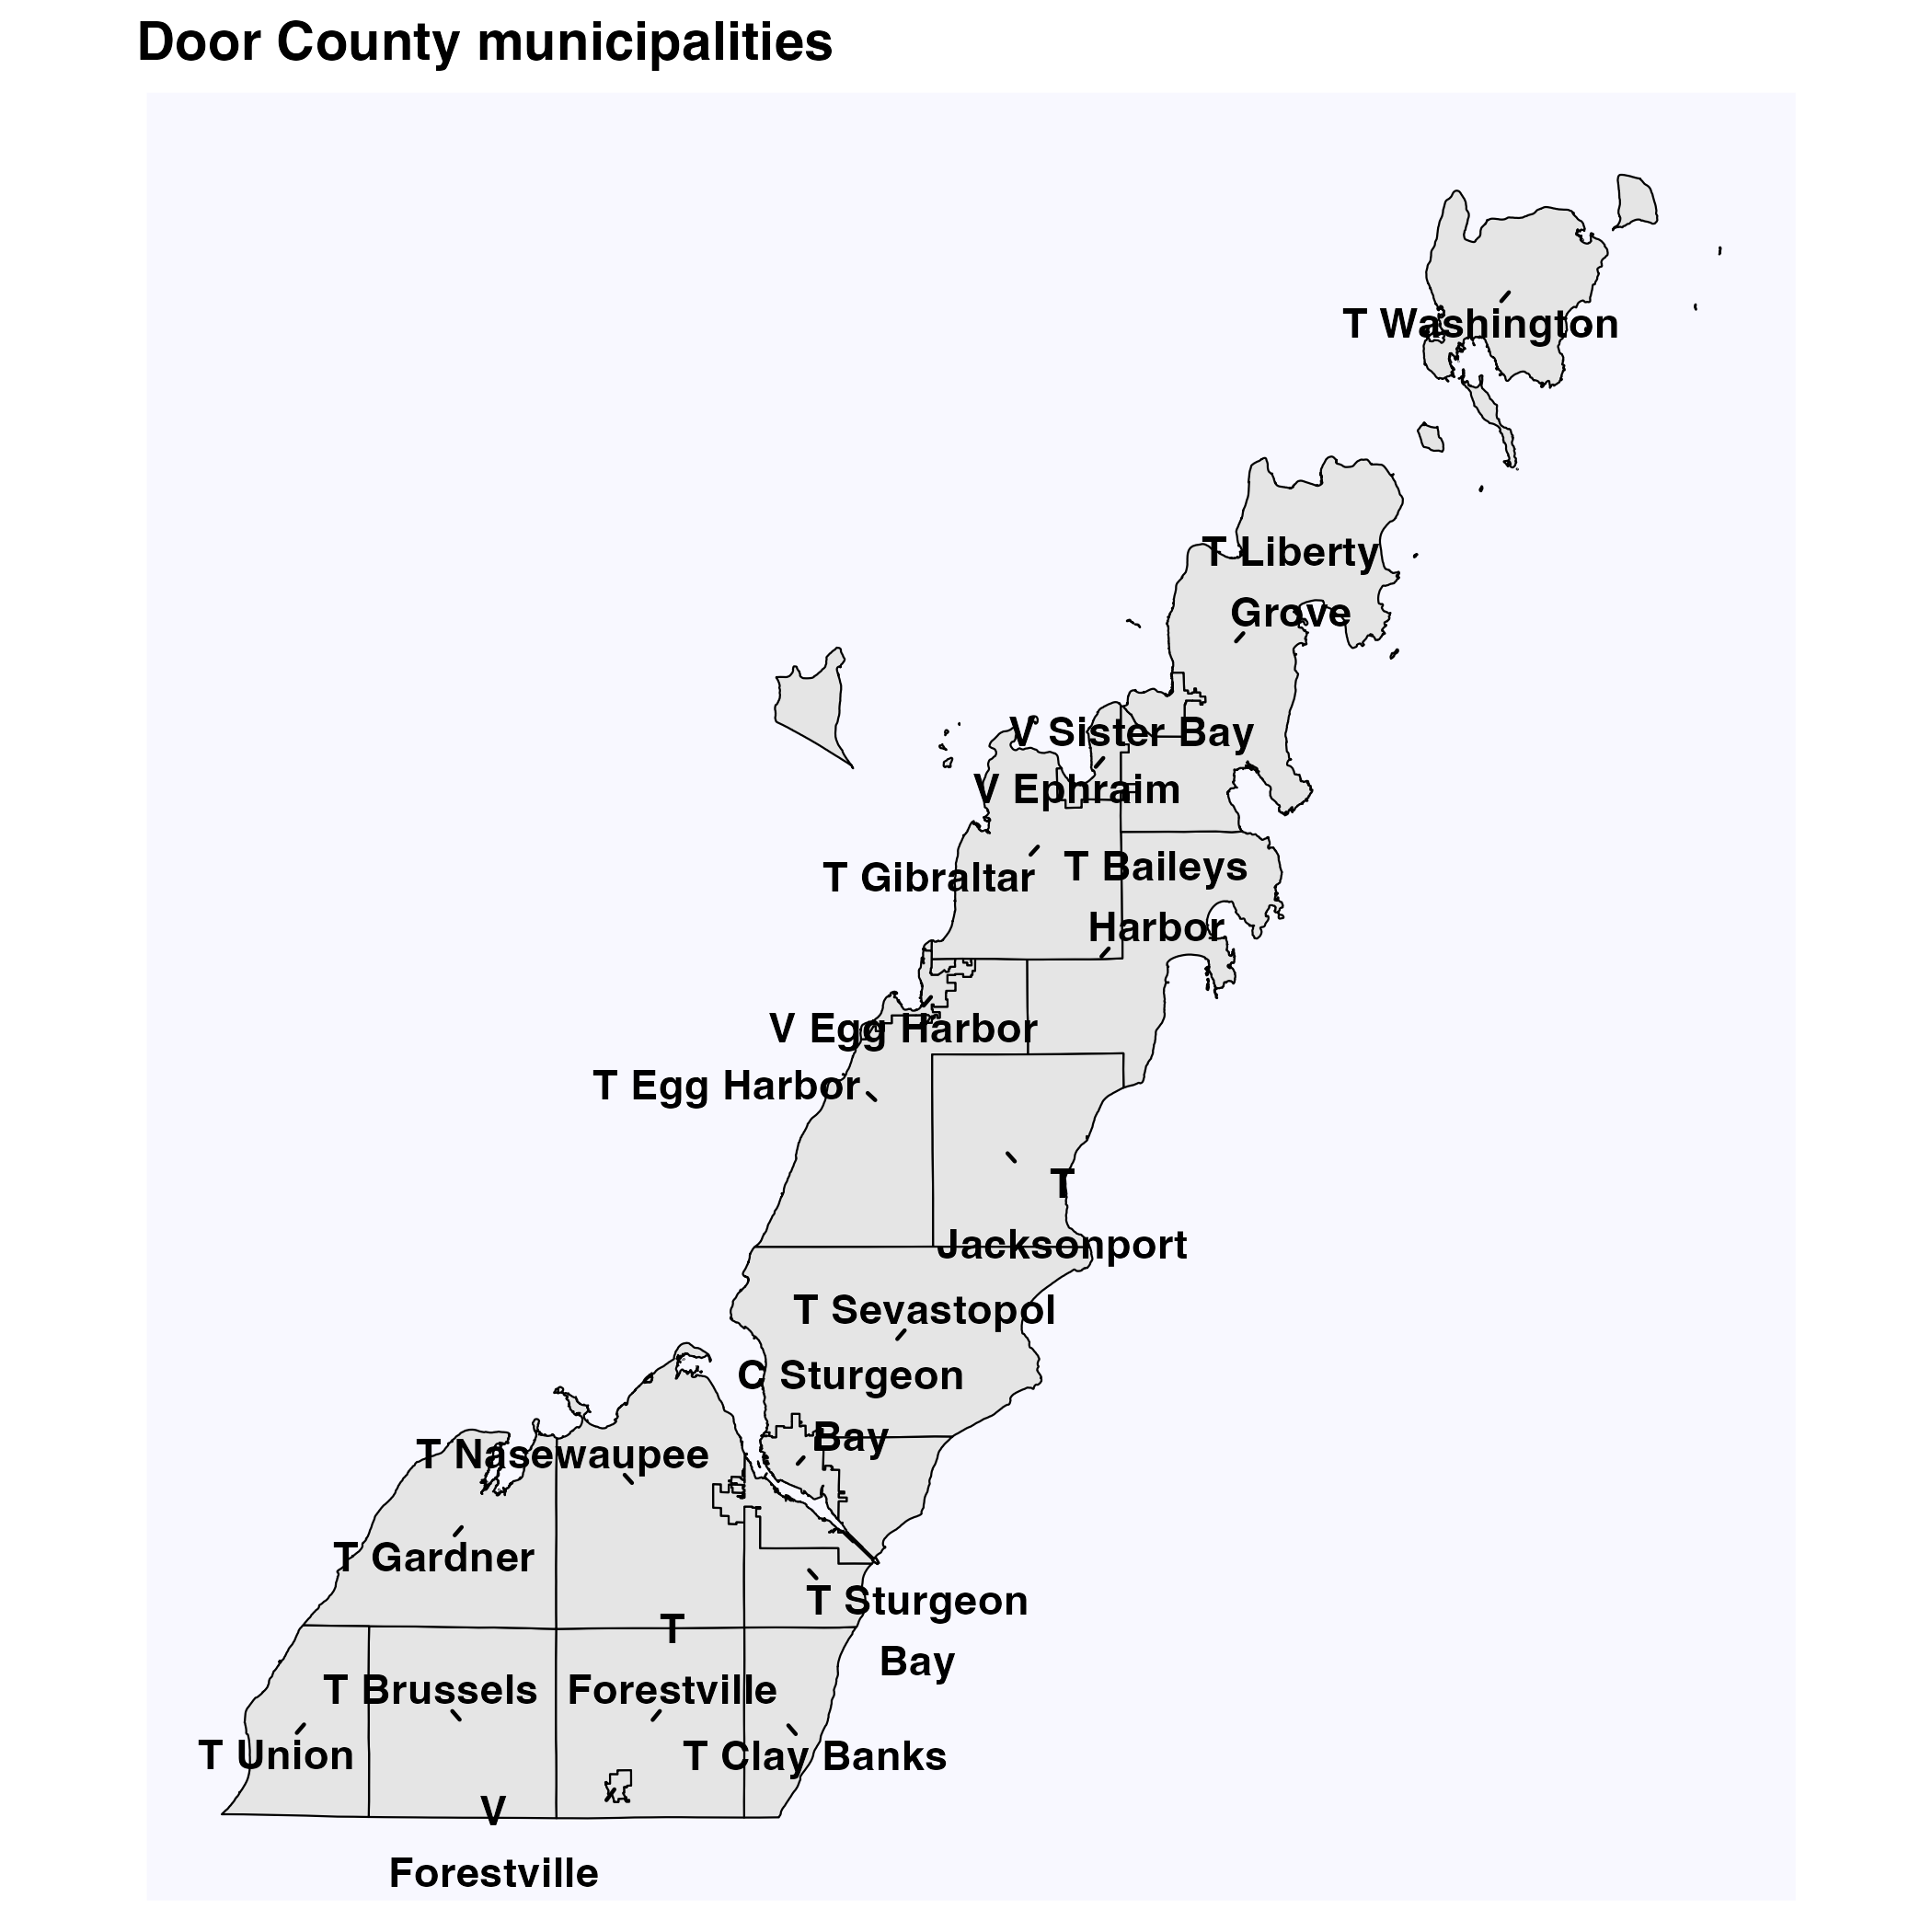 Door County municipalities
T Washington
T Liberty
Grove
V Sister Bay
V Ephraim
T Gibraltar
T Baileys
Harbor
V Egg Harbor
T Egg Harbor
T
Jacksonport
T Sevastopol
C Sturgeon
Bay
T Nasewaupee
T Gardner
T Sturgeon
Bay
T
Forestville
T Brussels
T Union
T Clay Banks
V
Forestville